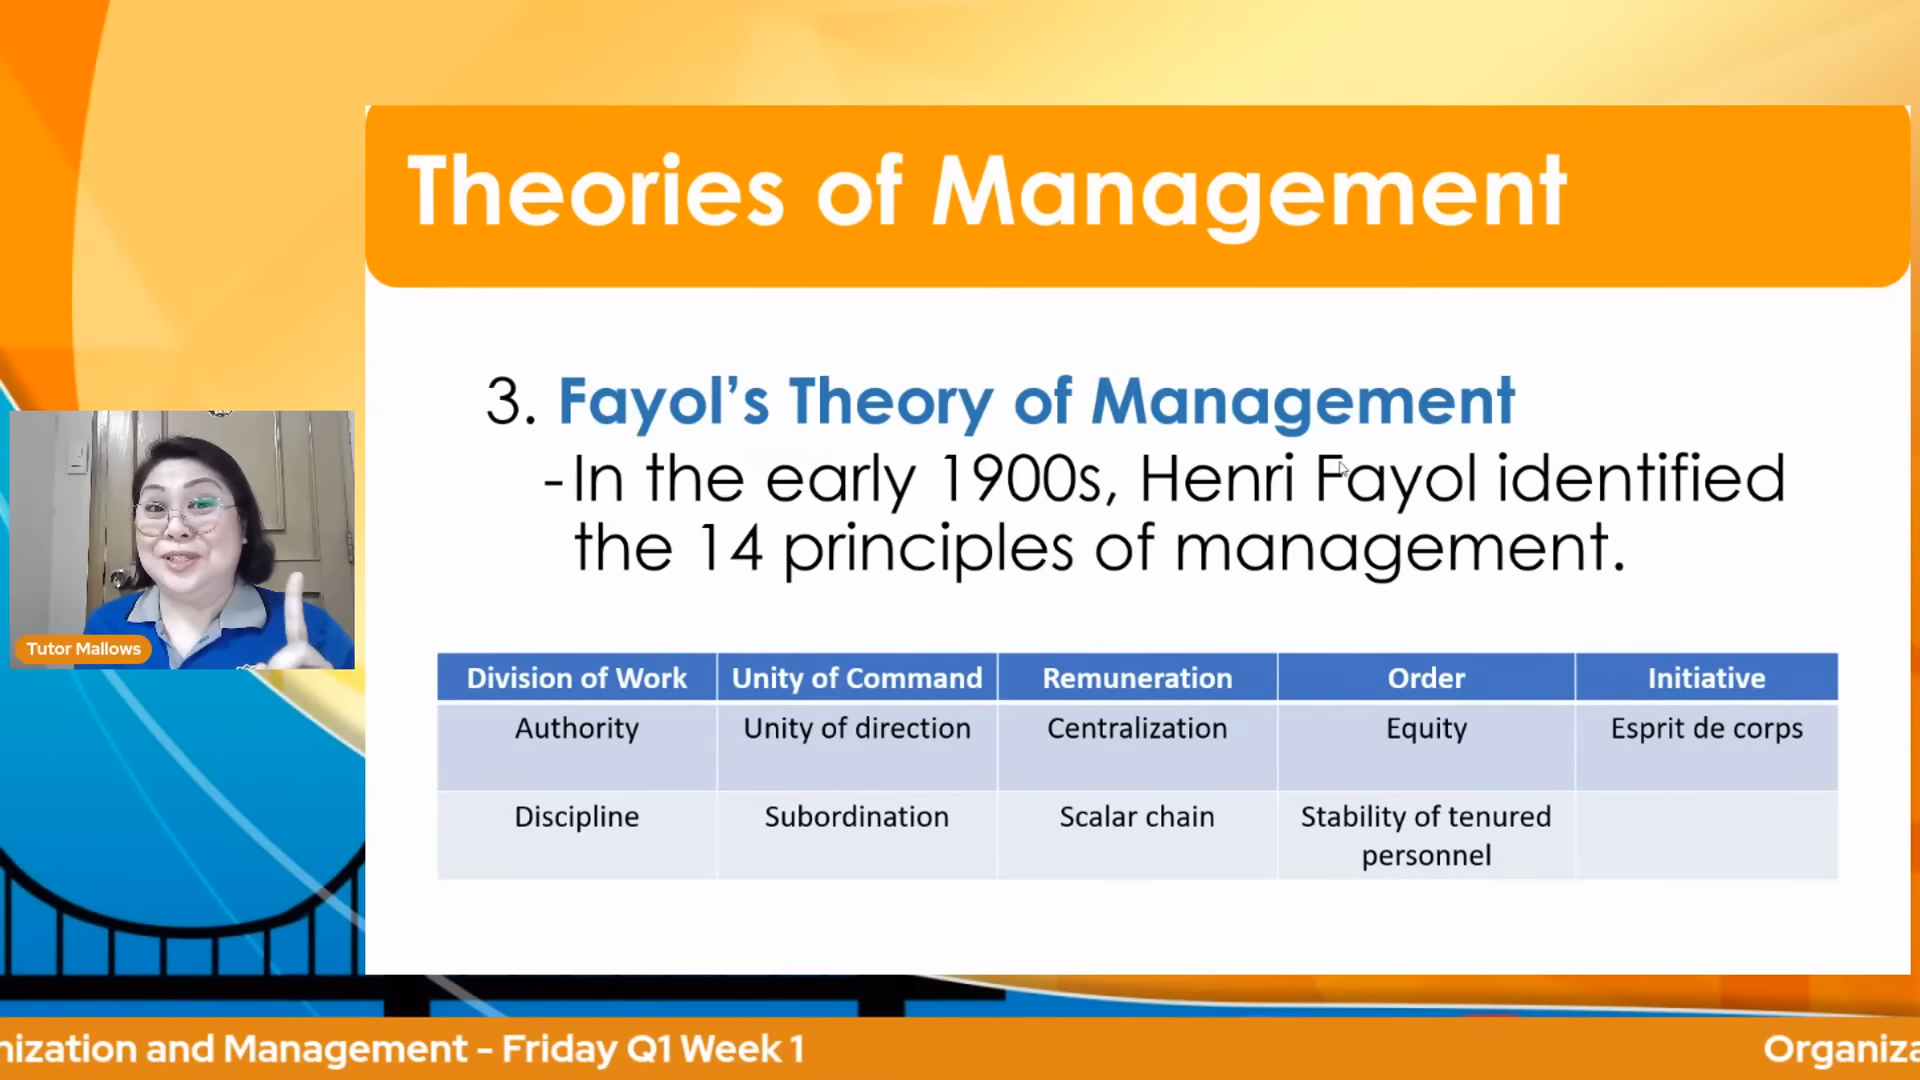 Theories of Management
3. Fayol’s Theory of Management
-In the early 1900s, Henri Fayol identified
the 14 principles of management.
Tutor Mallows
Division of Work Unity of Command Remuneration Order Initiative
Authority Unity of direction Centralization Equity Esprit de corps
Discipline Subordination Scalar chain Stability of tenured
personnel
nization and Management - Friday Q1 Week 1 Organiza